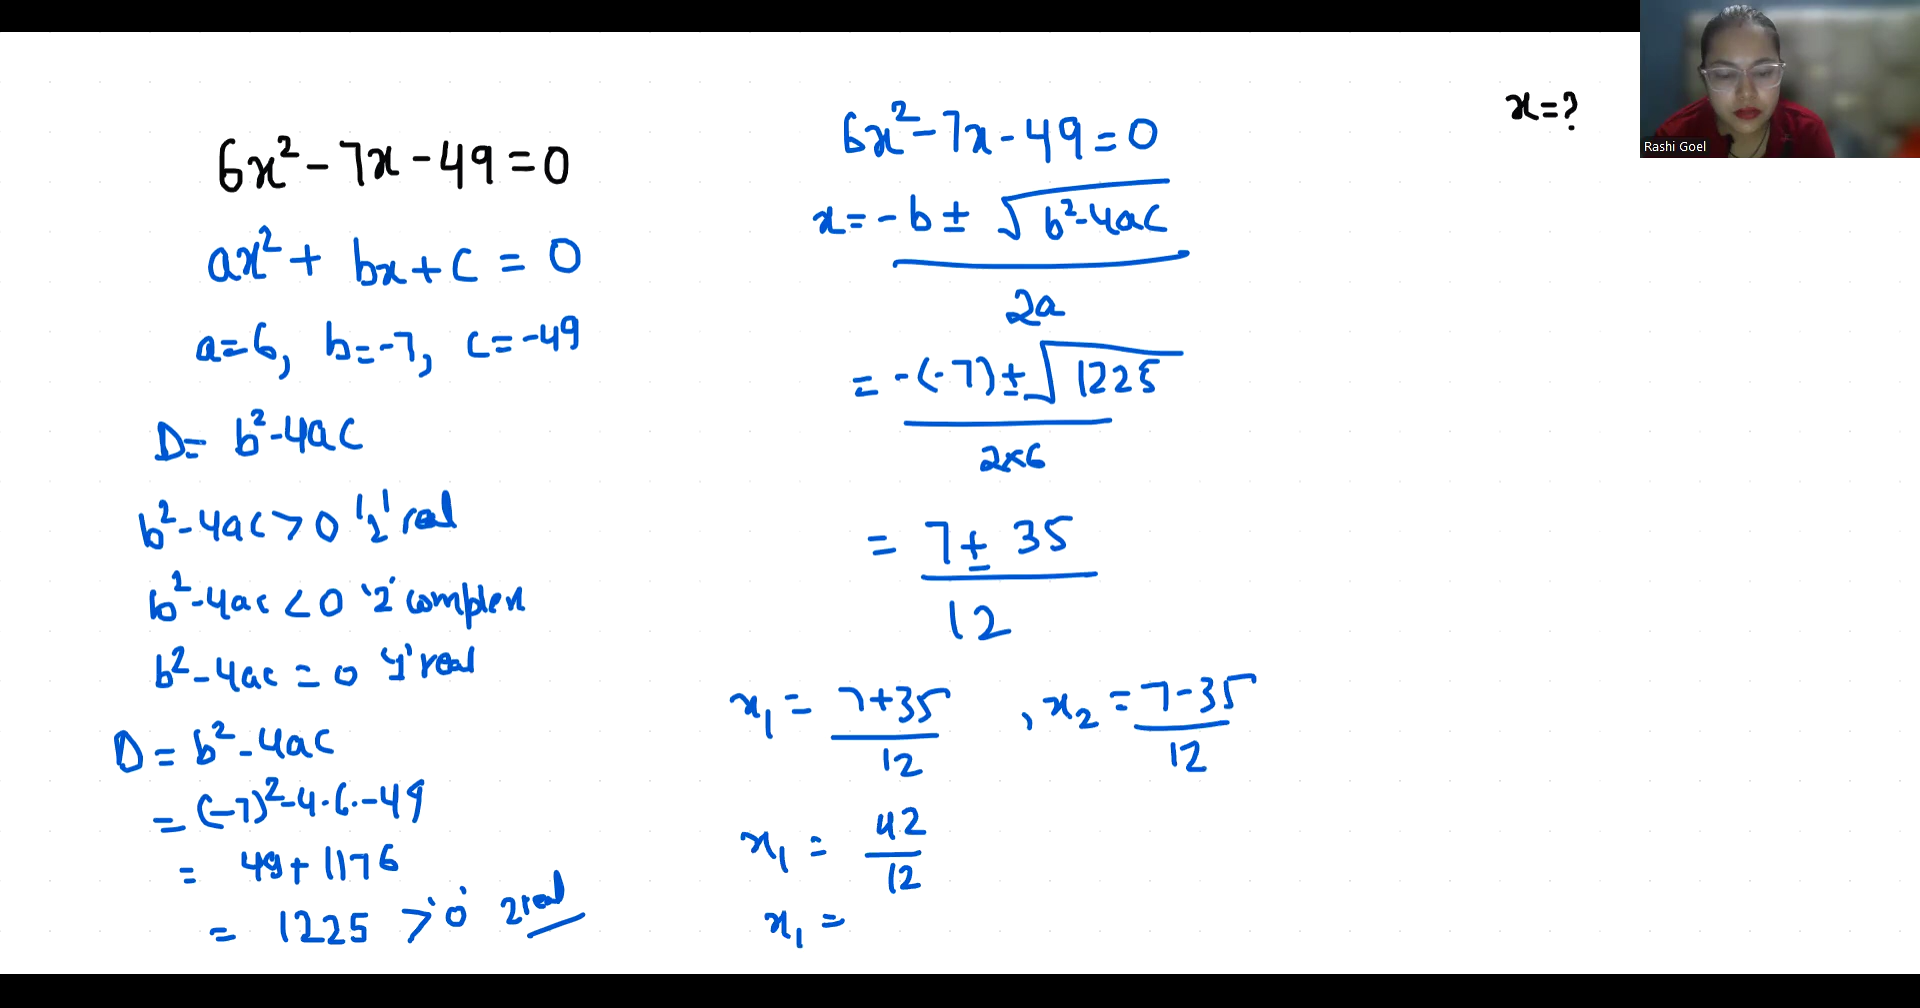 6x² - 7x - 49 = 0
ax² + bx + c = 0
a = 6, b = -7, c = -49
D = b² - 4ac
b² - 4ac > 0 '2' real
b² - 4ac < 0 '2' complex
b² - 4ac = 0 '1' real
D = b² - 4ac
= (-7)² - 4·6·-49
= 49 + 1176
= 1225 > '0' 2 real
6x² - 7x - 49 = 0
x = -b ± √b² - 4ac
2a
= -(-7) ± √1225
2×6
= 7 ± 35
12
x₁ = 7+35 , x₂ = 7-35
12 12
x₁ = 42
12
x₁ =
x = ?
Rashi Goel